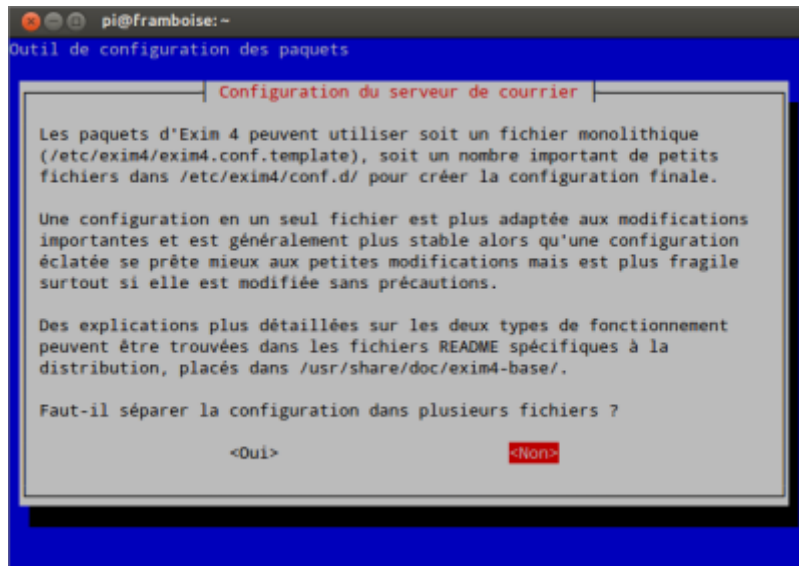 pi@framboise: ~
Outil de configuration des paquets
Configuration du serveur de courrier
Les paquets d'Exim 4 peuvent utiliser soit un fichier monolithique
(/etc/exim4/exim4.conf.template), soit un nombre important de petits
fichiers dans /etc/exim4/conf.d/ pour créer la configuration finale.
Une configuration en un seul fichier est plus adaptée aux modifications
importantes et est généralement plus stable alors qu'une configuration
éclatée se prête mieux aux petites modifications mais est plus fragile
surtout si elle est modifiée sans précautions.
Des explications plus détaillées sur les deux types de fonctionnement
peuvent être trouvées dans les fichiers README spécifiques à la
distribution, placés dans /usr/share/doc/exim4-base/.
Faut-il séparer la configuration dans plusieurs fichiers ?
<Oui> <Non>